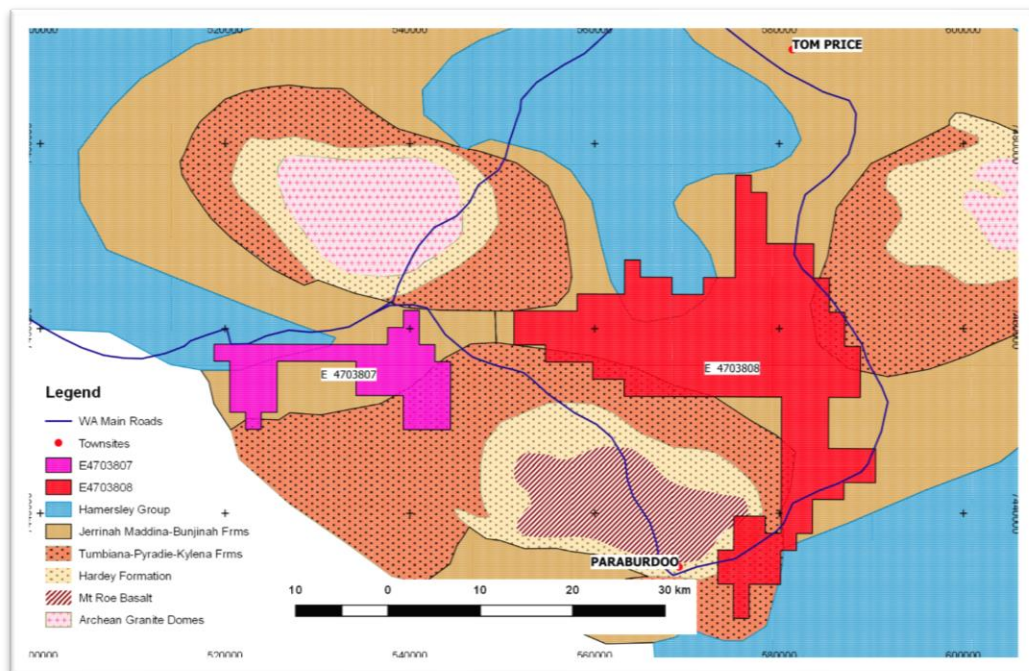 00000 520000 540000 560000 580000 600000
TOM PRICE
E 4703807
E 4703808
PARABURDOO
Legend
WA Main Roads
Townsites
E4703807
E4703808
Hamersley Group
Jerrinah Maddina-Bunjinah Frms
Tumbiana-Pyradie-Kylena Frms
Hardey Formation
Mt Roe Basalt
Archean Granite Domes
10 0 10 20 30 km
00000 520000 540000 560000 580000 600000